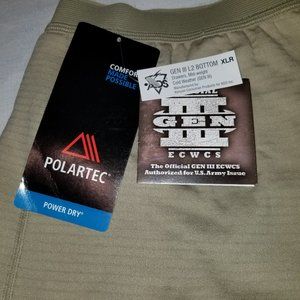 COMFORT
MADE
POSSIBLE
POLARTEC®
POWER DRY®
GEN III L2 BOTTOM XLR
Drawers, Mid-weight
Cold Weather (GEN III)
III
GEN
ECWCS
The Official GEN III ECWCS
Authorized for U.S. Army Issue